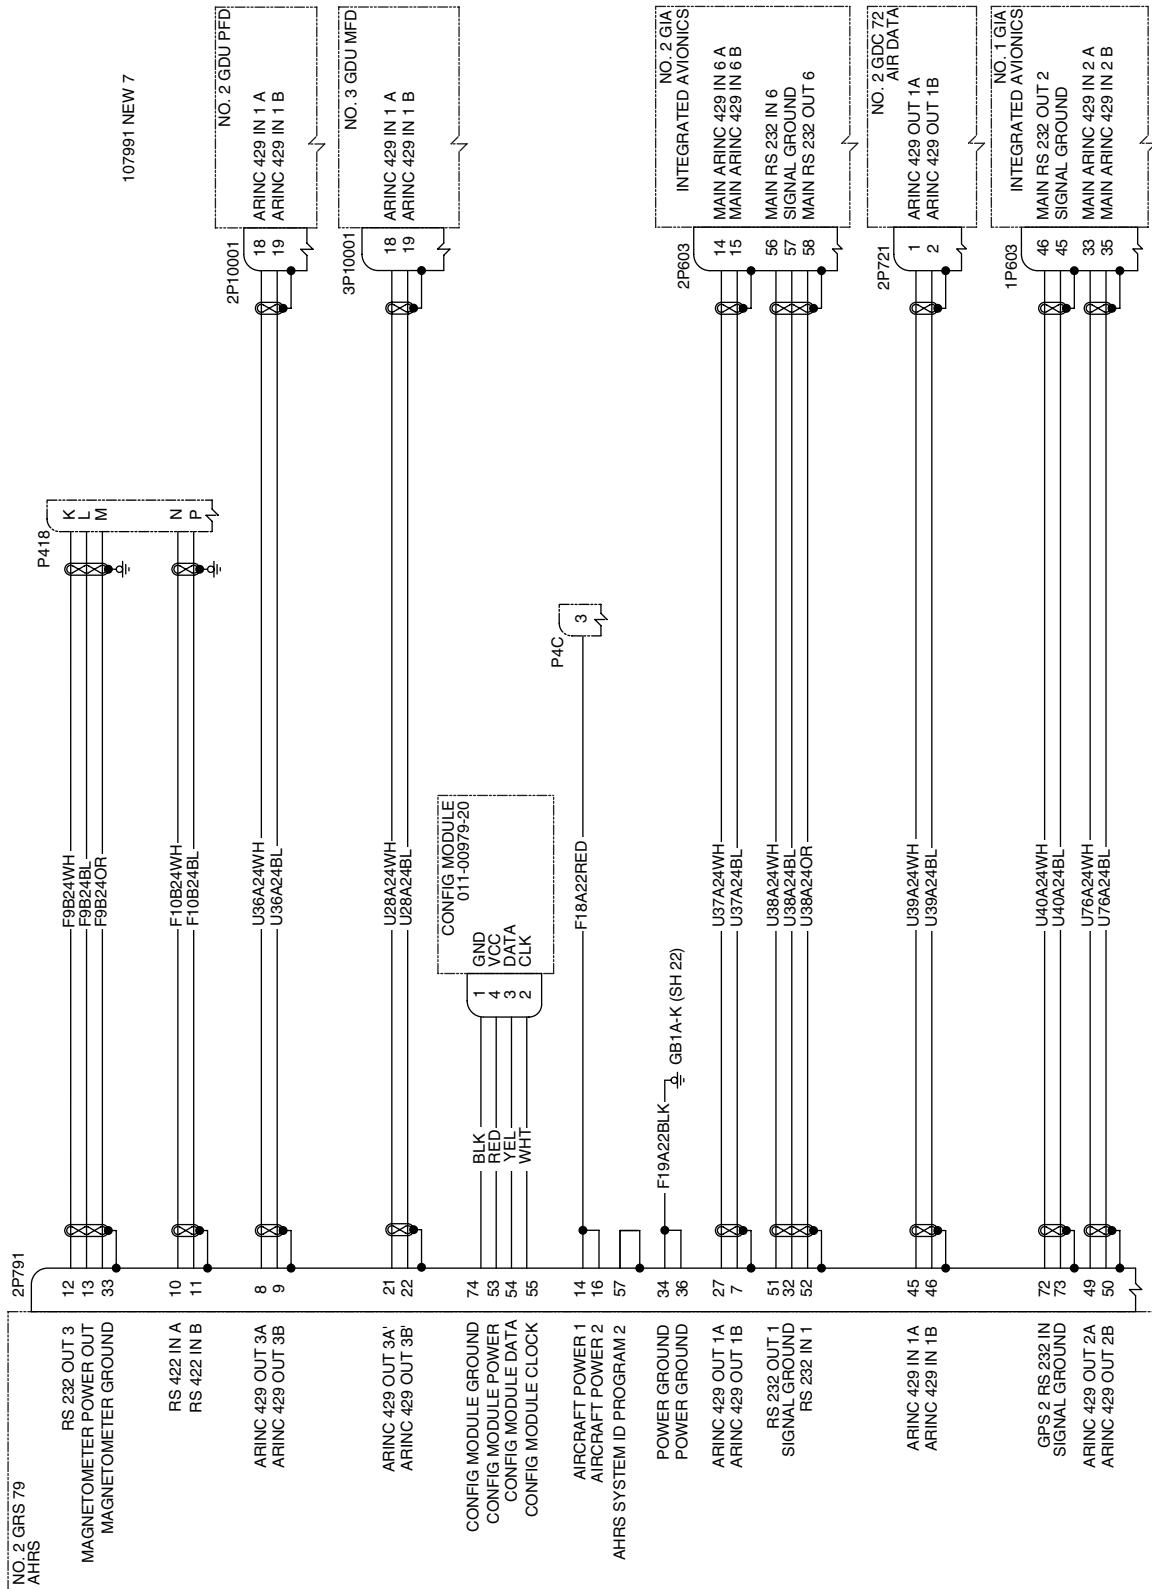 NO. 2 GRS 79
AHRS
2P791
RS 232 OUT 3
MAGNETOMETER POWER OUT
MAGNETOMETER GROUND
12
13
33
F9B24WH
F9B24BL
F9B24OR
P418
K
L
M
RS 422 IN A
RS 422 IN B
10
11
F10B24WH
F10B24BL
N
P
107991 NEW 7
ARINC 429 OUT 3A
ARINC 429 OUT 3B
8
9
U36A24WH
U36A24BL
2P10001
18
19
NO. 2 GDU PFD
ARINC 429 IN 1 A
ARINC 429 IN 1 B
ARINC 429 OUT 3A'
ARINC 429 OUT 3B'
21
22
U28A24WH
U28A24BL
3P10001
18
19
NO. 3 GDU MFD
ARINC 429 IN 1 A
ARINC 429 IN 1 B
CONFIG MODULE GROUND
CONFIG MODULE POWER
CONFIG MODULE DATA
CONFIG MODULE CLOCK
74
53
54
55
BLK
RED
YEL
WHT
1
4
3
2
CONFIG MODULE
011-00979-20
GND
VCC
DATA
CLK
AIRCRAFT POWER 1
AIRCRAFT POWER 2
AHRS SYSTEM ID PROGRAM 2
14
16
57
F18A22RED
P4C
3
POWER GROUND
POWER GROUND
34
36
F19A22BLK
GB1A-K (SH 22)
ARINC 429 OUT 1A
ARINC 429 OUT 1B
27
7
U37A24WH
U37A24BL
2P603
14
15
NO. 2 GIA
INTEGRATED AVIONICS
MAIN ARINC 429 IN 6 A
MAIN ARINC 429 IN 6 B
RS 232 OUT 1
SIGNAL GROUND
RS 232 IN 1
51
32
52
U38A24WH
U38A24BL
U38A24OR
56
57
58
MAIN RS 232 IN 6
SIGNAL GROUND
MAIN RS 232 OUT 6
ARINC 429 IN 1A
ARINC 429 IN 1B
45
46
U39A24WH
U39A24BL
2P721
1
2
NO. 2 GDC 72
AIR DATA
ARINC 429 OUT 1A
ARINC 429 OUT 1B
GPS 2 RS 232 IN
SIGNAL GROUND
72
73
U40A24WH
U40A24BL
1P603
46
45
NO. 1 GIA
INTEGRATED AVIONICS
MAIN RS 232 OUT 2
SIGNAL GROUND
ARINC 429 OUT 2A
ARINC 429 OUT 2B
49
50
U76A24WH
U76A24BL
33
35
MAIN ARINC 429 IN 2 A
MAIN ARINC 429 IN 2 B